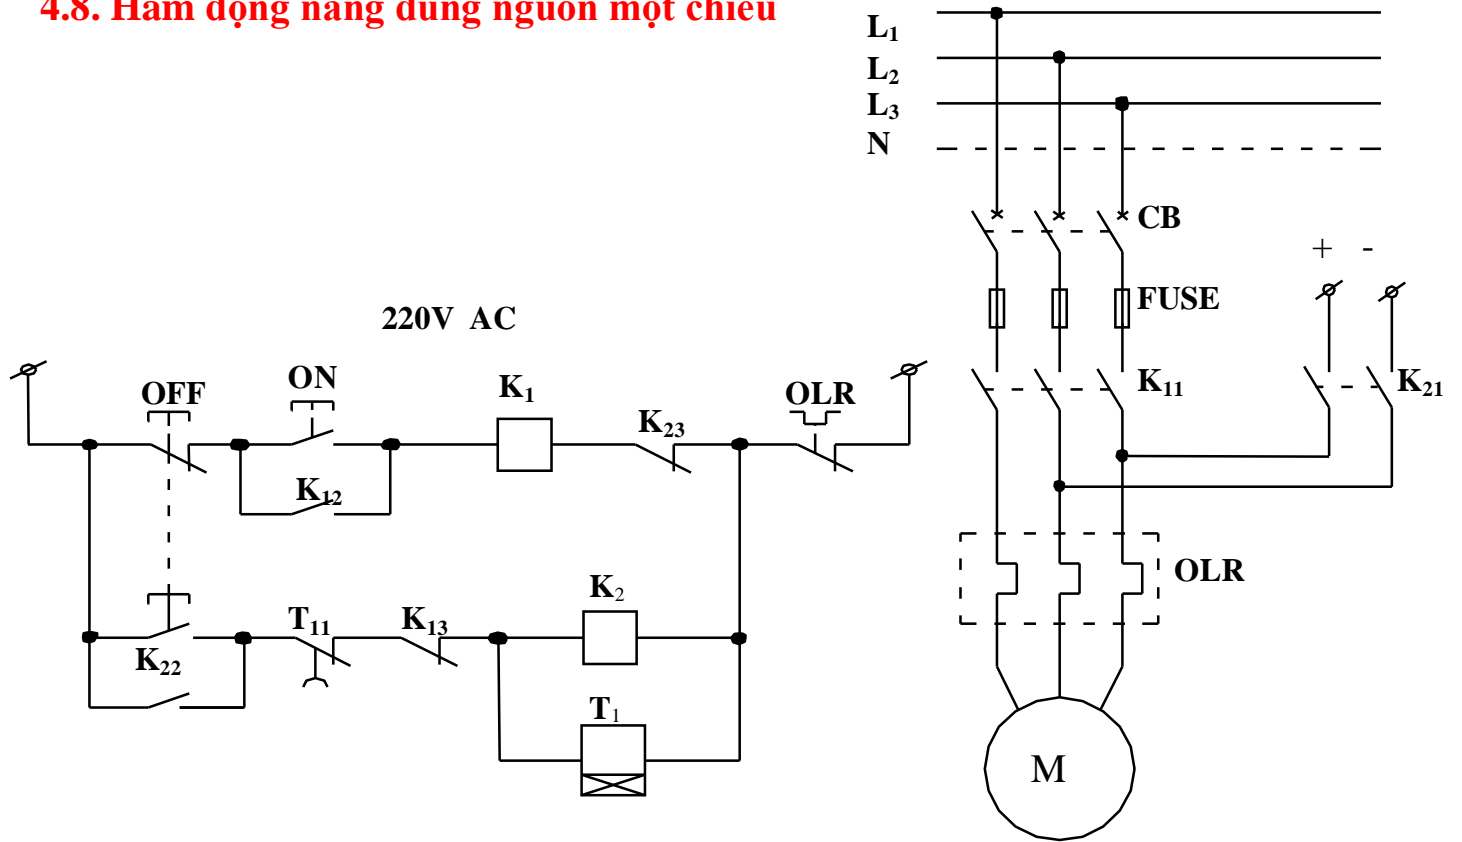 4.8. Hãm động năng dùng nguồn một chiều
L1
L2
L3
N
CB
+ -
FUSE
220V AC
OFF
ON
K1
OLR
K11
K21
K23
K12
OLR
K2
T11
K13
K22
T1
M